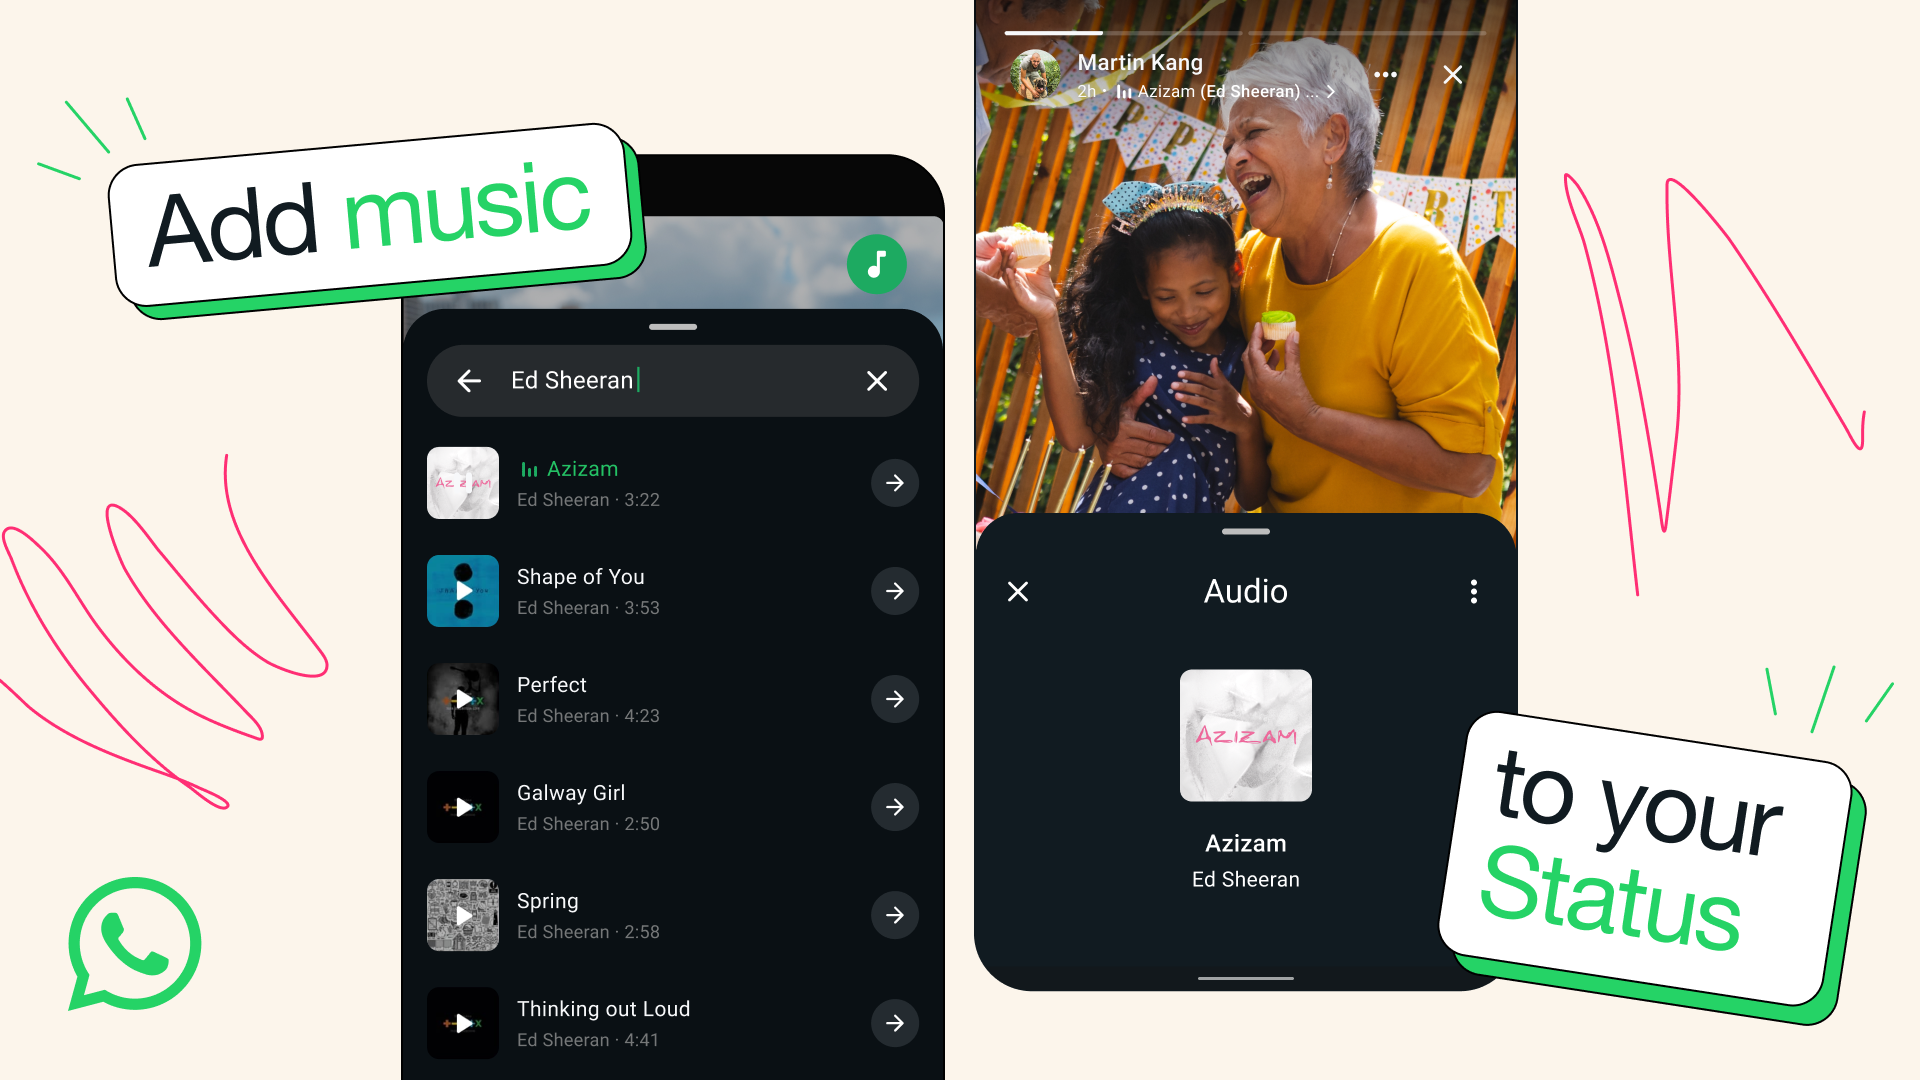 Add music
Ed Sheeran
Azizam
Ed Sheeran · 3:22
Shape of You
Ed Sheeran · 3:53
Perfect
Ed Sheeran · 4:23
Galway Girl
Ed Sheeran · 2:50
Spring
Ed Sheeran · 2:58
Thinking out Loud
Ed Sheeran · 4:41
Martin Kang
2h · Azizam (Ed Sheeran) ...
PP
RT
Audio
AZIZAM
Azizam
Ed Sheeran
to your
Status